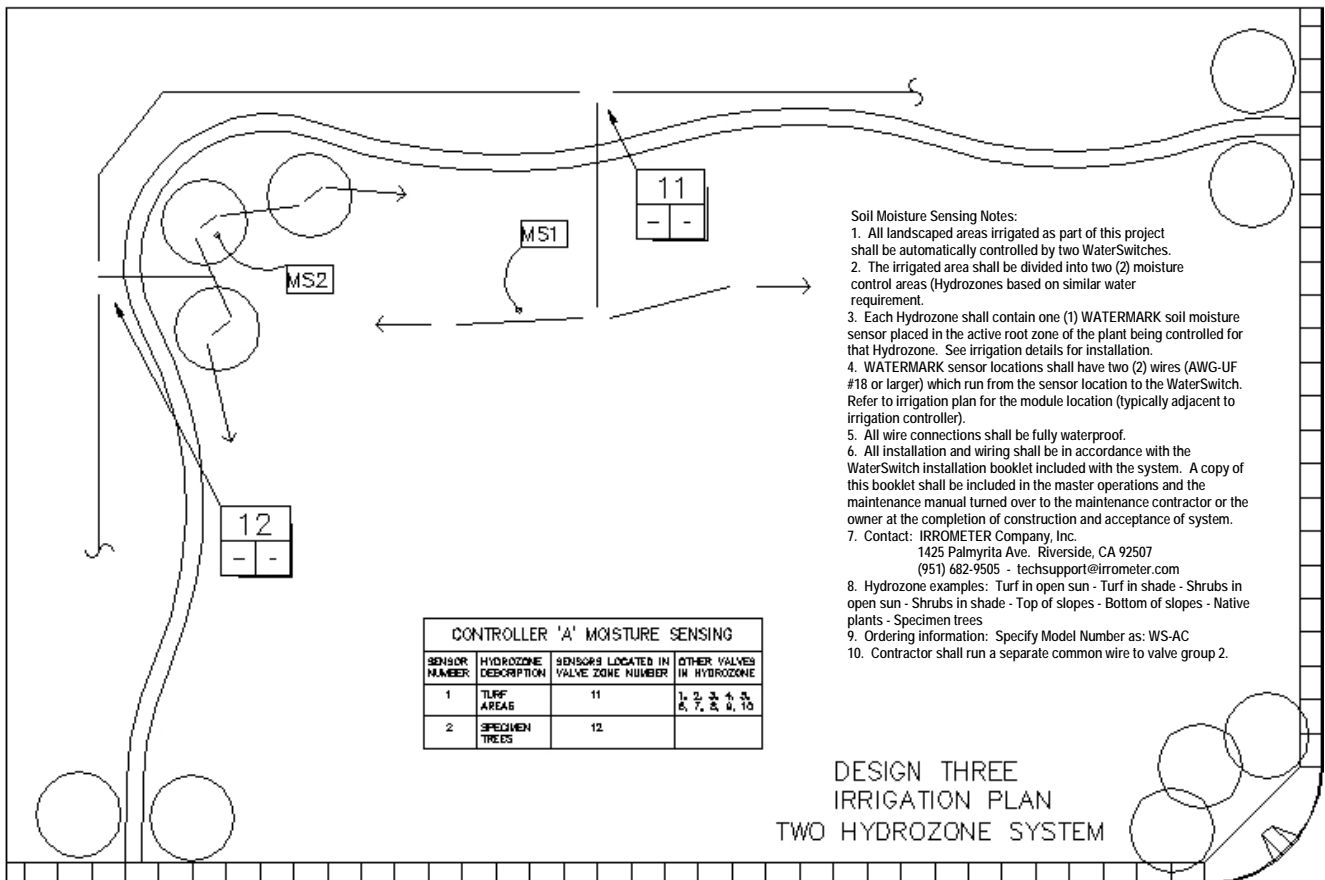 11
- -
MS1
MS2
12
- -
Soil Moisture Sensing Notes:
1. All landscaped areas irrigated as part of this project
shall be automatically controlled by two WaterSwitches.
2. The irrigated area shall be divided into two (2) moisture
control areas (Hydrozones based on similar water
requirement.
3. Each Hydrozone shall contain one (1) WATERMARK soil moisture
sensor placed in the active root zone of the plant being controlled for
that Hydrozone. See irrigation details for installation.
4. WATERMARK sensor locations shall have two (2) wires (AWG-UF
#18 or larger) which run from the sensor location to the WaterSwitch.
Refer to irrigation plan for the module location (typically adjacent to
irrigation controller).
5. All wire connections shall be fully waterproof.
6. All installation and wiring shall be in accordance with the
WaterSwitch installation booklet included with the system. A copy of
this booklet shall be included in the master operations and the
maintenance manual turned over to the maintenance contractor or the
owner at the completion of construction and acceptance of system.
7. Contact: IRROMETER Company, Inc.
1425 Palmyrita Ave. Riverside, CA 92507
(951) 682-9505 - techsupport@irrometer.com
8. Hydrozone examples: Turf in open sun - Turf in shade - Shrubs in
open sun - Shrubs in shade - Top of slopes - Bottom of slopes - Native
plants - Specimen trees
9. Ordering information: Specify Model Number as: WS-AC
10. Contractor shall run a separate common wire to valve group 2.
CONTROLLER 'A' MOISTURE SENSING
SENSOR NUMBER
HYDROZONE DESCRIPTION
SENSORS LOCATED IN VALVE ZONE NUMBER
OTHER VALVES IN HYDROZONE
1
TURF AREAS
11
1, 2, 3, 4, 5,
6, 7, 8, 9, 10
2
SPECIMEN TREES
12
DESIGN THREE
IRRIGATION PLAN
TWO HYDROZONE SYSTEM